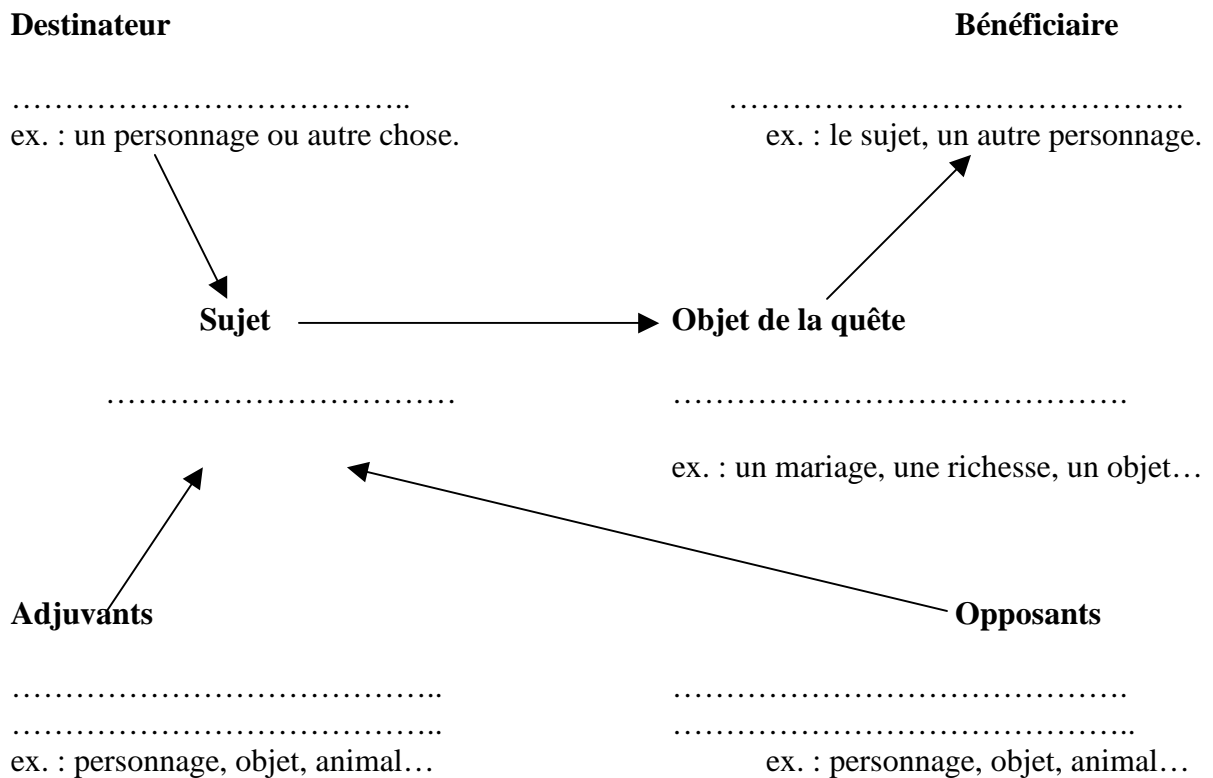 Destinateur Bénéficiaire
……………………………….. …………………………………….
ex. : un personnage ou autre chose. ex. : le sujet, un autre personnage.
Sujet Objet de la quête
…………………………… …………………………………….
ex. : un mariage, une richesse, un objet…
Adjuvants Opposants
………………………………….. …………………………………….
………………………………….. ……………………………………..
ex. : personnage, objet, animal… ex. : personnage, objet, animal…